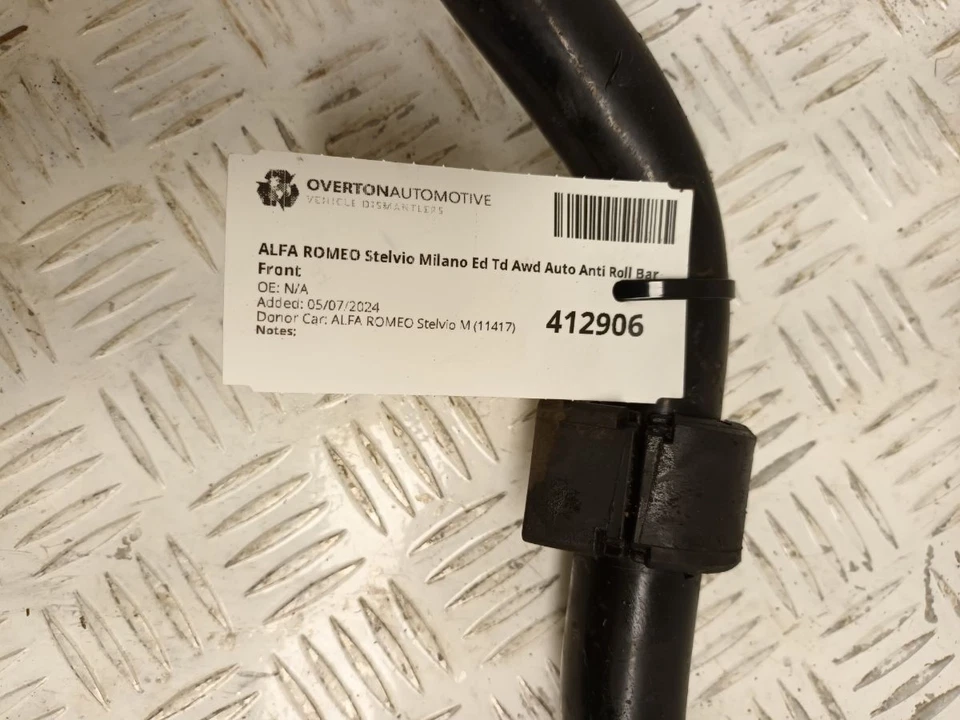 OVERTONAUTOMOTIVE
VEHICLE DISMANTLERS
ALFA ROMEO Stelvio Milano Ed Td Awd Auto Anti Roll Bar
Front
OE: N/A
Added: 05/07/2024
Donor Car: ALFA ROMEO Stelvio M (11417)
Notes:
412906